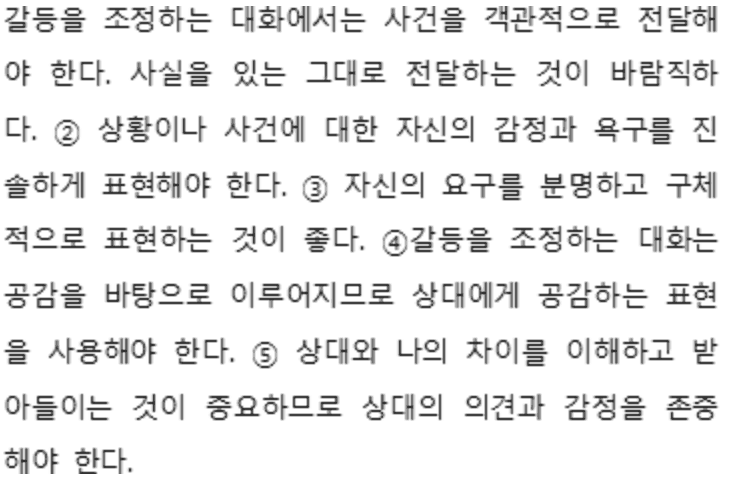 갈등을 조정하는 대화에서는 사건을 객관적으로 전달해
야 한다. 사실을 있는 그대로 전달하는 것이 바람직하
다. ② 상황이나 사건에 대한 자신의 감정과 욕구를 진
솔하게 표현해야 한다. ③ 자신의 요구를 분명하고 구체
적으로 표현하는 것이 좋다. ④갈등을 조정하는 대화는
공감을 바탕으로 이루어지므로 상대에게 공감하는 표현
을 사용해야 한다. ⑤ 상대와 나의 차이를 이해하고 받
아들이는 것이 중요하므로 상대의 의견과 감정을 존중
해야 한다.